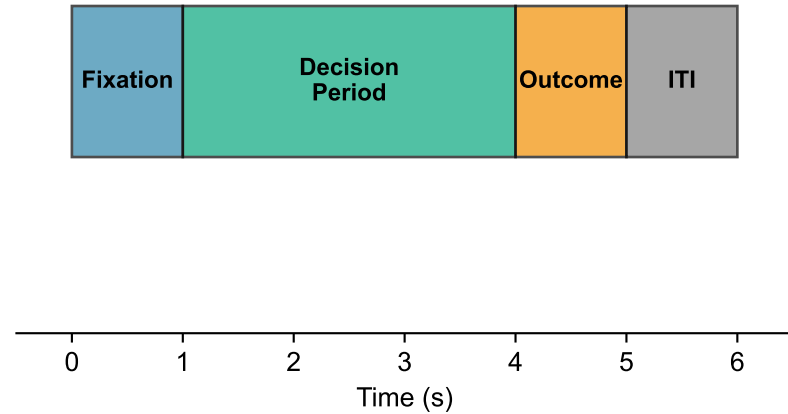 Fixation
Decision
Period
Outcome
ITI
0 1 2 3 4 5 6
Time (s)